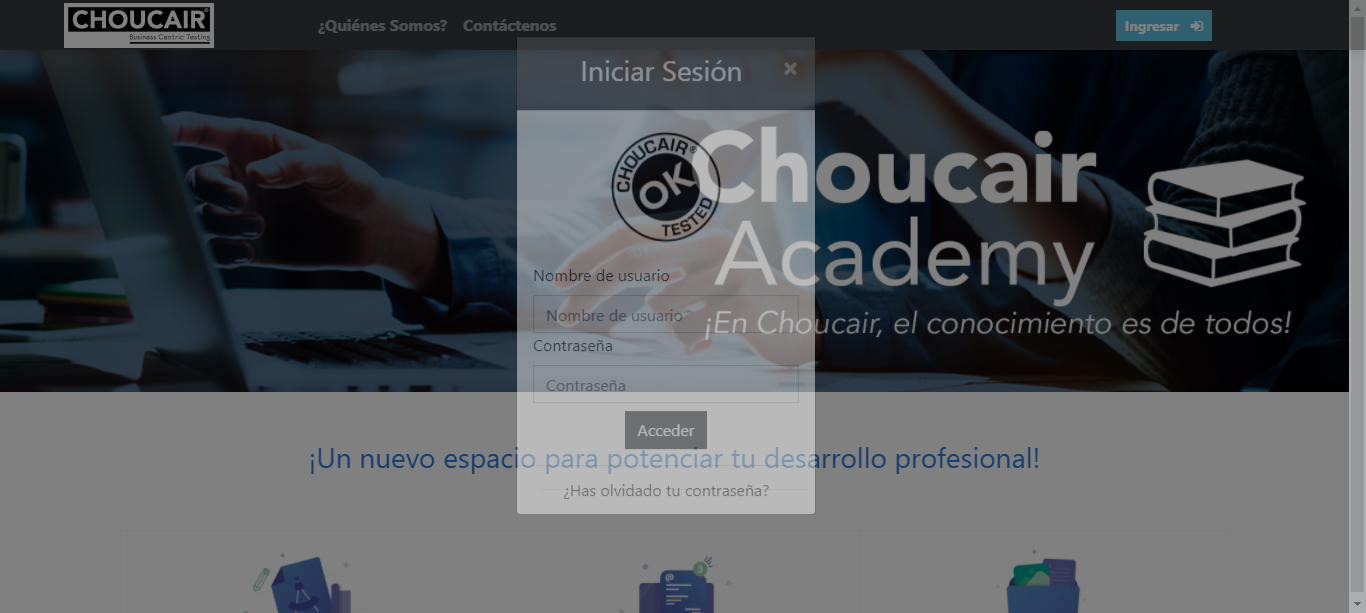 CHOUCAIR®
Business Centric Testing
¿Quiénes Somos? Contáctenos
Ingresar
Iniciar Sesión
×
CHOUCAIR®
OK
TESTED
Choucair
Academy
¡En Choucair, el conocimiento es de todos!
Nombre de usuario
Nombre de usuario
Contraseña
Contraseña
Acceder
¡Un nuevo espacio para potenciar tu desarrollo profesional!
¿Has olvidado tu contraseña?
3